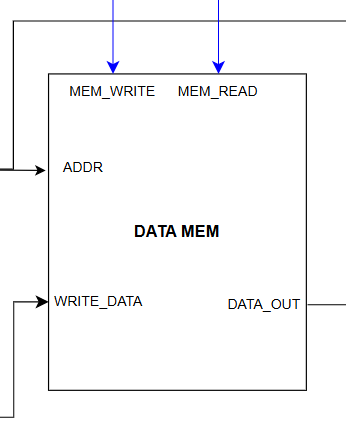 MEM_WRITE MEM_READ
ADDR
DATA MEM
WRITE_DATA
DATA_OUT